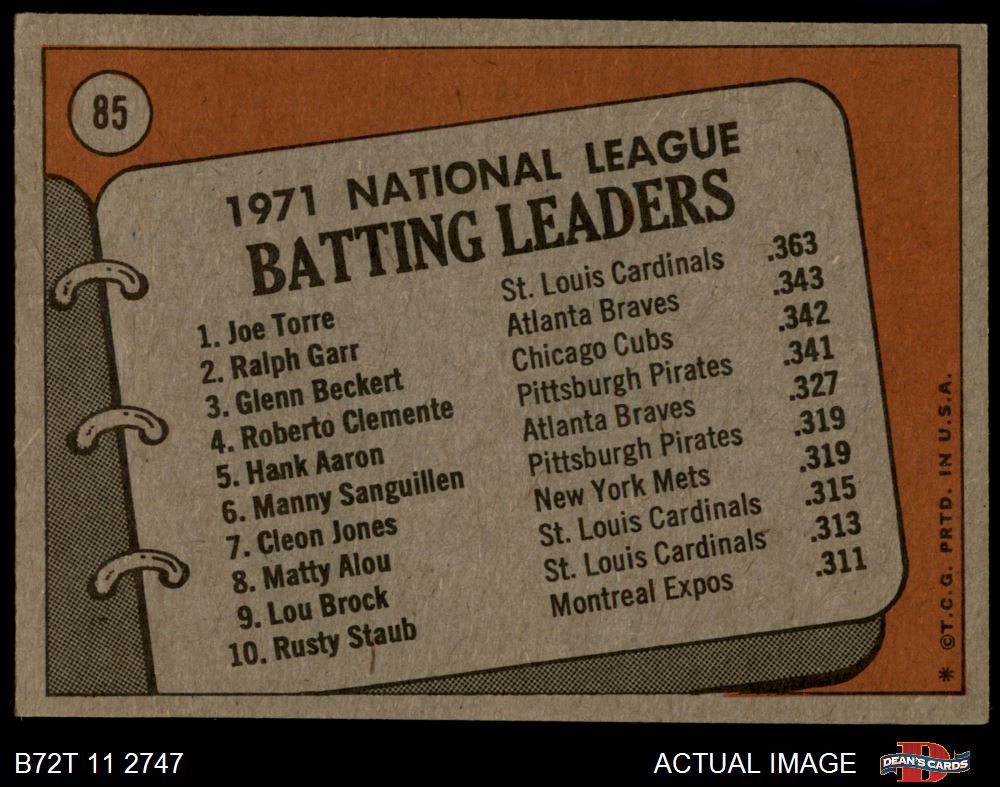 85
1971 NATIONAL LEAGUE
BATTING LEADERS
1. Joe Torre St. Louis Cardinals .363
2. Ralph Garr Atlanta Braves .343
3. Glenn Beckert Chicago Cubs .342
4. Roberto Clemente Pittsburgh Pirates .341
5. Hank Aaron Atlanta Braves .327
6. Manny Sanguillen Pittsburgh Pirates .319
7. Cleon Jones New York Mets .319
8. Matty Alou St. Louis Cardinals .315
9. Lou Brock St. Louis Cardinals .313
10. Rusty Staub Montreal Expos .311
* ©T.C.G. PRTD. IN U.S.A.
B72T 11 2747 ACTUAL IMAGE D DEAN'S CARDS